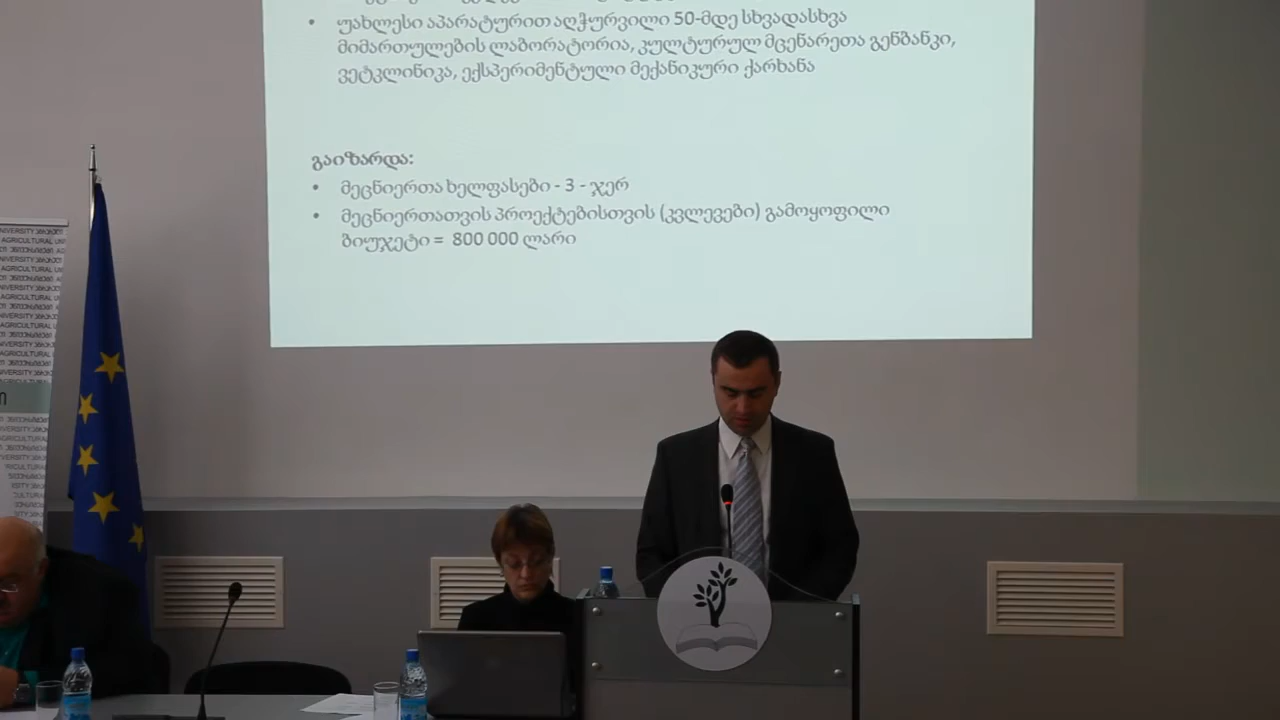 • უახლესი აპარატურით აღჭურვილი 50-მდე სხვადასხვა
მიმართულების ლაბორატორია, კულტურულ მცენარეთა გენბანკი,
ვეტკლინიკა, ექსპერიმენტული მექანიკური ქარხანა
გაიზარდა:
• მეცნიერთა ხელფასები - 3 - ჯერ
• მეცნიერთათვის პროექტებისთვის (კვლევები) გამოყოფილი
ბიუჯეტი = 800 000 ლარი
AGRICULTURAL